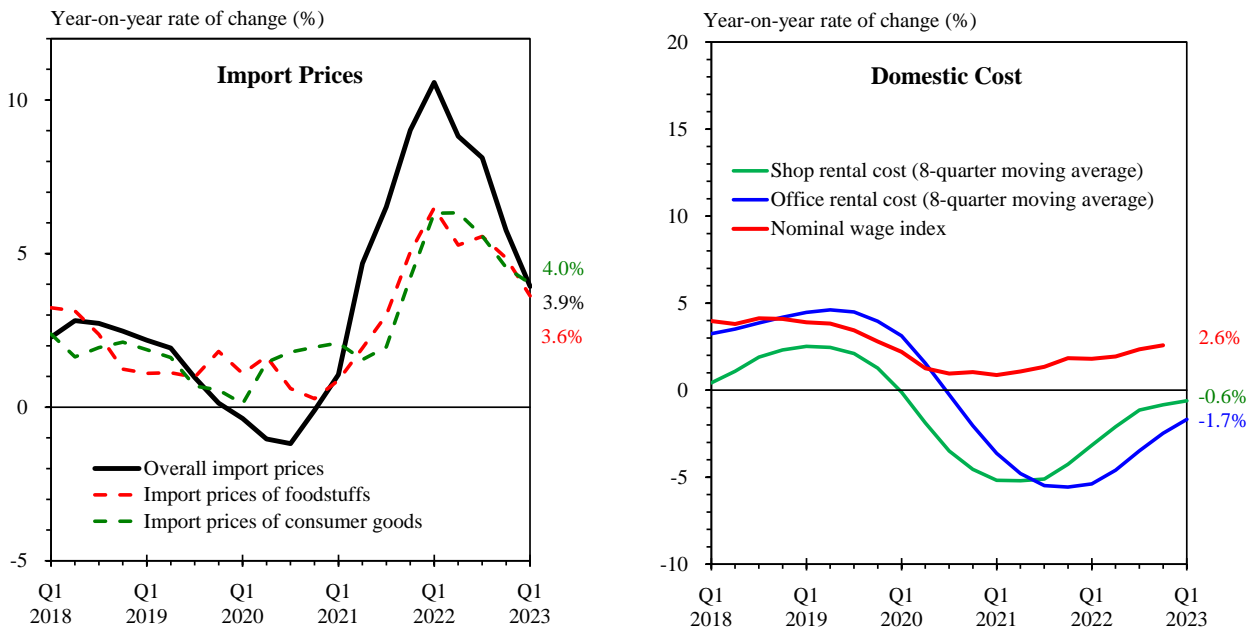 Year-on-year rate of change (%)
Import Prices
10
5
0
-5
4.0%
3.9%
3.6%
Overall import prices
Import prices of foodstuffs
Import prices of consumer goods
Q1 Q1 Q1 Q1 Q1 Q1
2018 2019 2020 2021 2022 2023
Year-on-year rate of change (%)
Domestic Cost
20
15
10
5
0
-5
-10
Shop rental cost (8-quarter moving average)
Office rental cost (8-quarter moving average)
Nominal wage index
2.6%
-0.6%
-1.7%
Q1 Q1 Q1 Q1 Q1 Q1
2018 2019 2020 2021 2022 2023